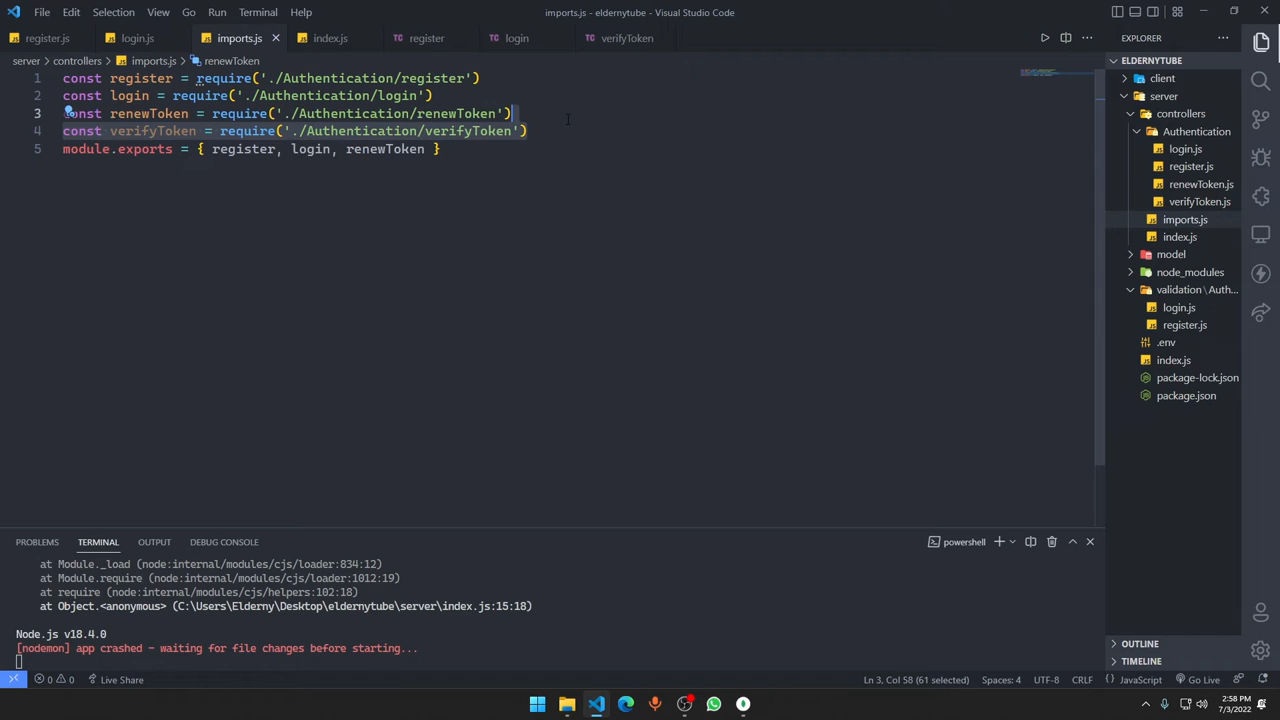 File Edit Selection View Go Run Terminal Help
imports.js - eldernytube - Visual Studio Code
register.js login.js imports.js index.js register login verifyToken
server controllers imports.js renewToken
1 const register = require('./Authentication/register')
2 const login = require('./Authentication/login')
3 const renewToken = require('./Authentication/renewToken')
4 const verifyToken = require('./Authentication/verifyToken')
5 module.exports = { register, login, renewToken }
EXPLORER
ELDERNYTUBE
client
server
controllers
Authentication
login.js
register.js
renewToken.js
verifyToken.js
imports.js
index.js
model
node_modules
validation\Auth...
login.js
register.js
.env
index.js
package-lock.json
package.json
OUTLINE
TIMELINE
PROBLEMS TERMINAL OUTPUT DEBUG CONSOLE
powershell
at Module._load (node:internal/modules/cjs/loader:834:12)
at Module.require (node:internal/modules/cjs/loader:1012:19)
at require (node:internal/modules/cjs/helpers:102:18)
at Object.<anonymous> (C:\Users\Elderny\Desktop\eldernytube\server\index.js:15:18)
Node.js v18.4.0
[nodemon] app crashed - waiting for file changes before starting...
0 0 Live Share
Ln 3, Col 58 (61 selected) Spaces: 4 UTF-8 CRLF JavaScript Go Live
2:58 PM
7/3/2022